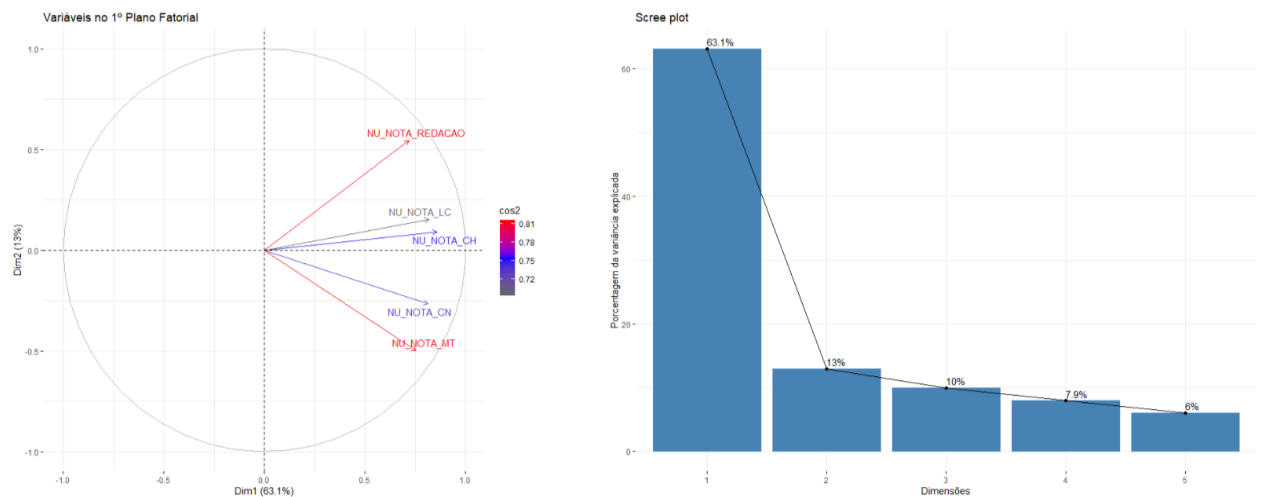 Variáveis no 1º Plano Fatorial
1.0
0.5
0.0
-0.5
-1.0
Dim2 (13%)
NU_NOTA_REDACAO
NU_NOTA_LC
NU_NOTA_CH
NU_NOTA_CN
NU_NOTA_MT
-1.0 -0.5 0.0 0.5 1.0
Dim1 (63.1%)
cos2
0.81
0.78
0.75
0.72
Scree plot
Porcentagem da variância explicada
60
40
20
0
63.1%
13%
10%
7.9%
6%
1 2 3 4 5
Dimensões